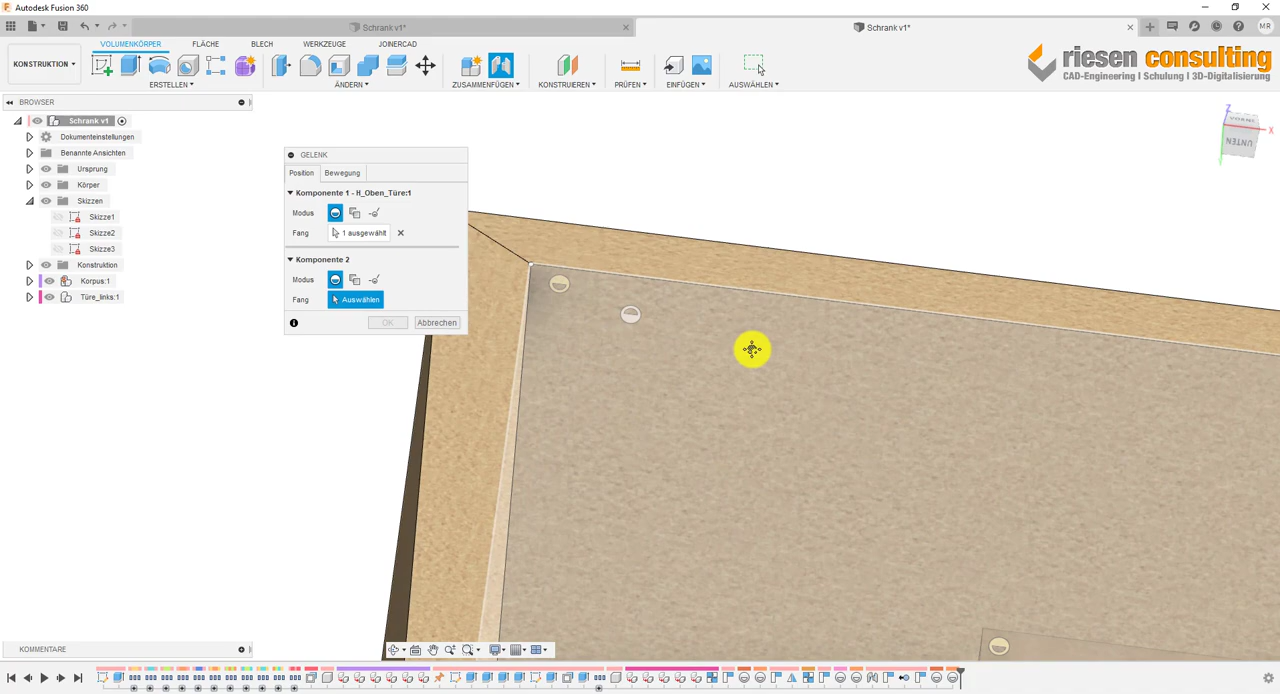 Autodesk Fusion 360
Schrank v1*
Schrank v1*
MR
VOLUMENKÖRPER
FLÄCHE
BLECH
WERKZEUGE
JOINERCAD
KONSTRUKTION
ERSTELLEN
ÄNDERN
ZUSAMMENFÜGEN
KONSTRUIEREN
PRÜFEN
EINFÜGEN
AUSWÄHLEN
riesen consulting
CAD-Engineering | Schulung | 3D-Digitalisierung
BROWSER
Schrank v1
Dokumenteinstellungen
Benannte Ansichten
Ursprung
Körper
Skizzen
Skizze1
Skizze2
Skizze3
Konstruktion
Korpus:1
Türe_links:1
GELENK
Position
Bewegung
Komponente 1 - H_Oben_Türe:1
Modus
Fang
1 ausgewählt
Komponente 2
Modus
Fang
Auswählen
OK
Abbrechen
Z
VORNE
X
UNTEN
Y
KOMMENTARE